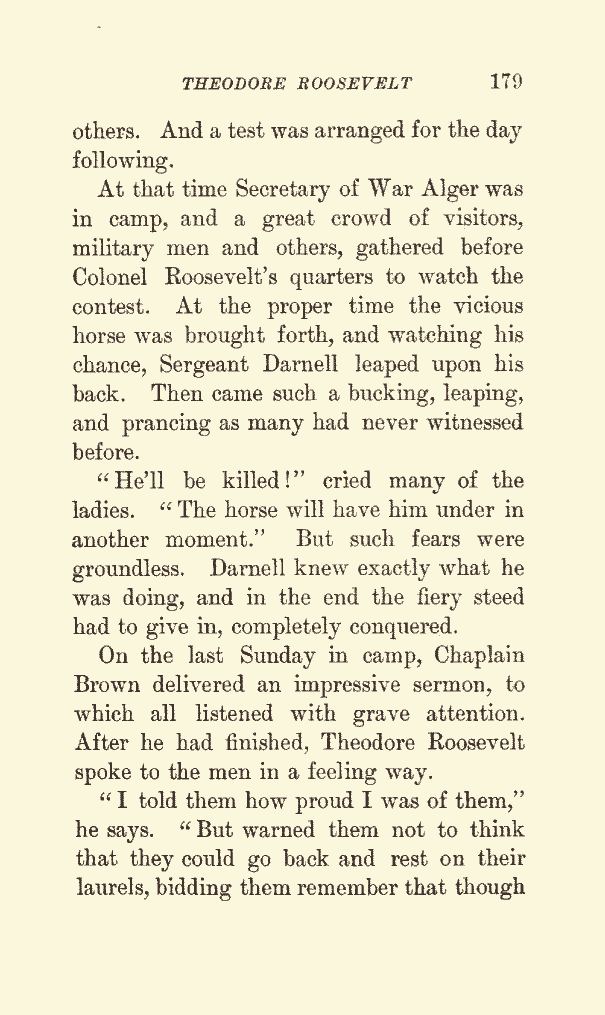 THEODORE ROOSEVELT 179
others. And a test was arranged for the day
following.
At that time Secretary of War Alger was
in camp, and a great crowd of visitors,
military men and others, gathered before
Colonel Roosevelt's quarters to watch the
contest. At the proper time the vicious
horse was brought forth, and watching his
chance, Sergeant Darnell leaped upon his
back. Then came such a bucking, leaping,
and prancing as many had never witnessed
before.
"He'll be killed!" cried many of the
ladies. "The horse will have him under in
another moment." But such fears were
groundless. Darnell knew exactly what he
was doing, and in the end the fiery steed
had to give in, completely conquered.
On the last Sunday in camp, Chaplain
Brown delivered an impressive sermon, to
which all listened with grave attention.
After he had finished, Theodore Roosevelt
spoke to the men in a feeling way.
"I told them how proud I was of them,"
he says. "But warned them not to think
that they could go back and rest on their
laurels, bidding them remember that though